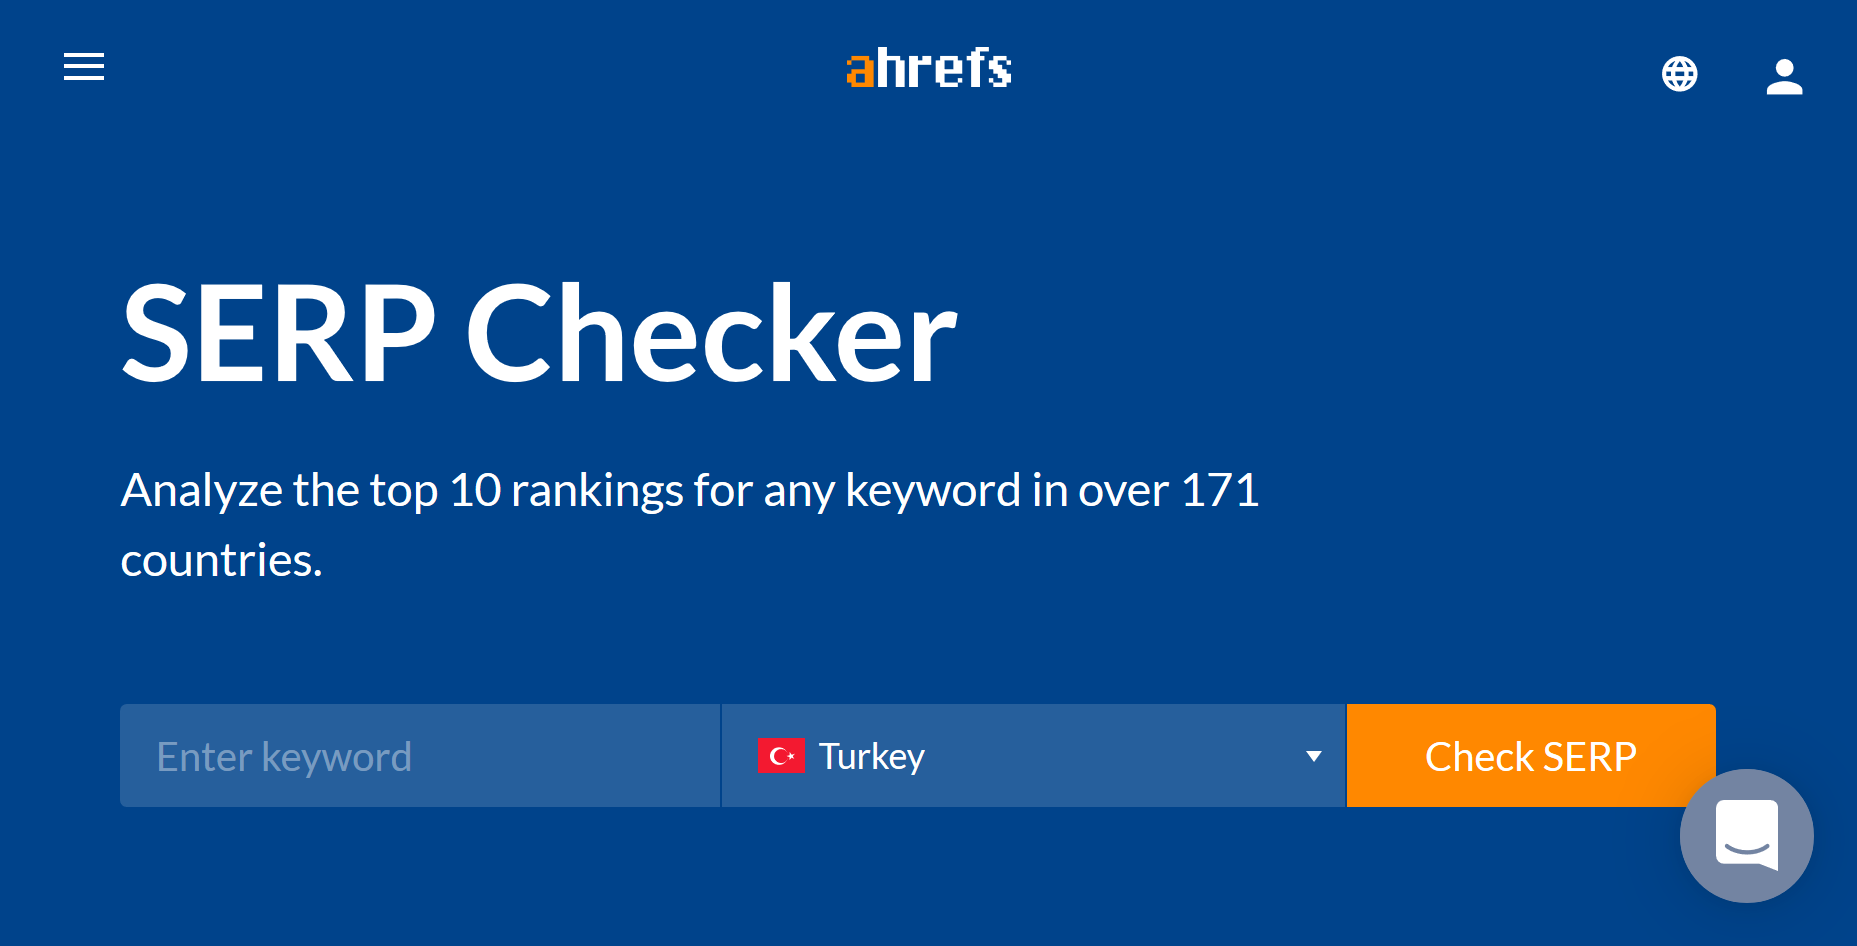 ahrefs
SERP Checker
Analyze the top 10 rankings for any keyword in over 171
countries.
Enter keyword
Turkey
Check SERP